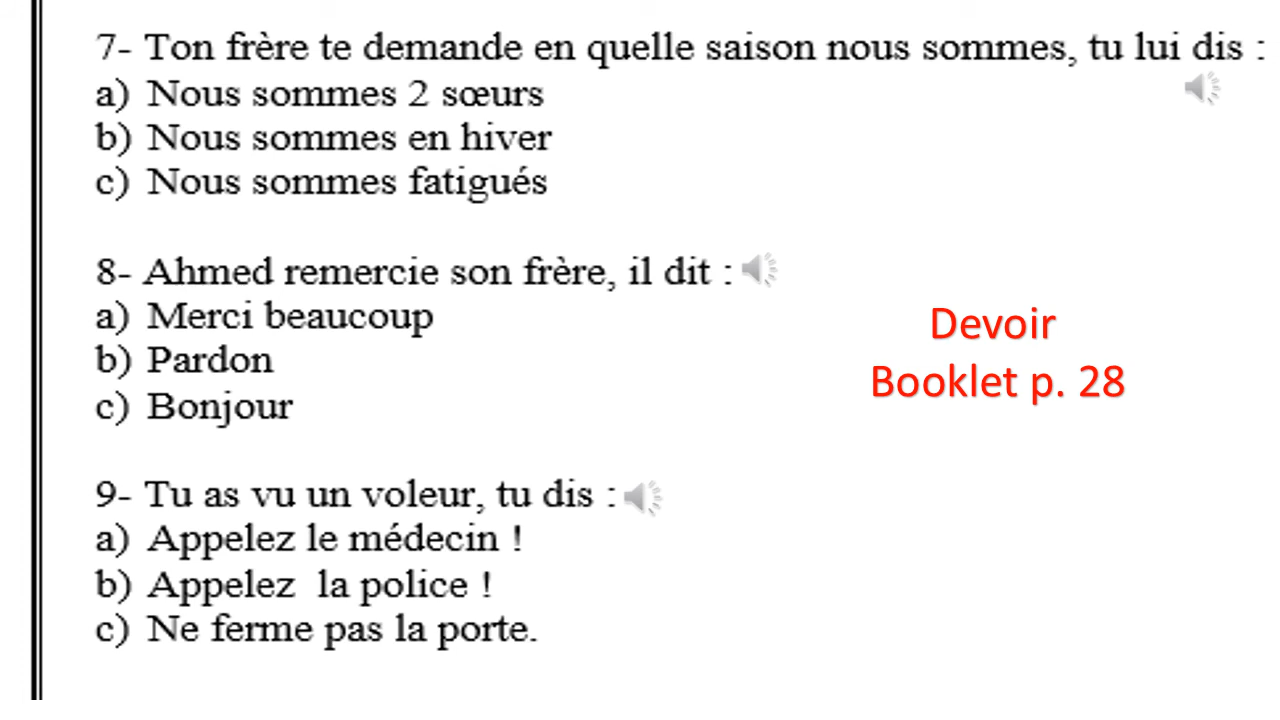 7- Ton frère te demande en quelle saison nous sommes, tu lui dis :
a) Nous sommes 2 sœurs
b) Nous sommes en hiver
c) Nous sommes fatigués
8- Ahmed remercie son frère, il dit :
a) Merci beaucoup
b) Pardon
c) Bonjour
Devoir
Booklet p. 28
9- Tu as vu un voleur, tu dis :
a) Appelez le médecin !
b) Appelez  la police !
c) Ne ferme pas la porte.